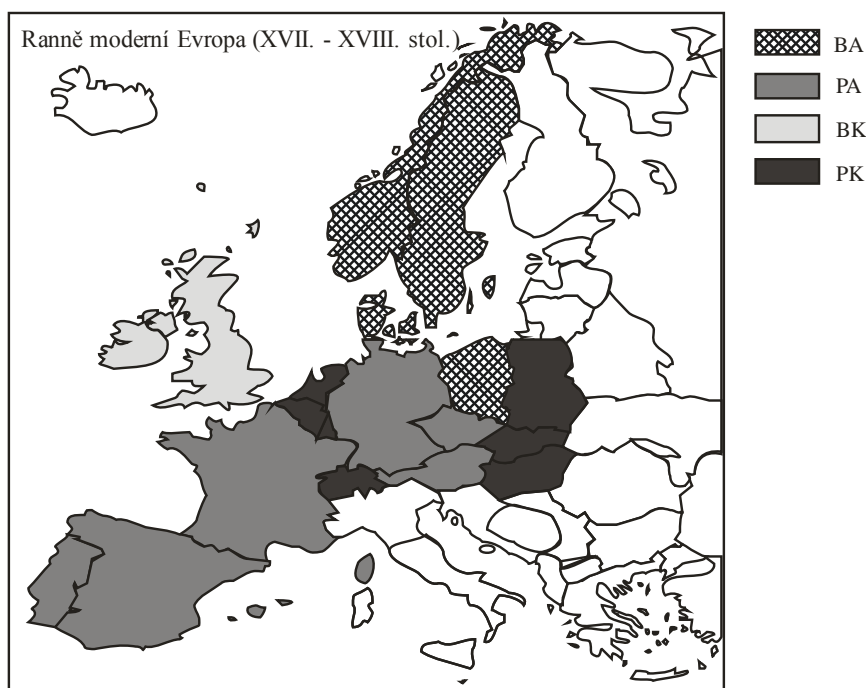 Ranně moderní Evropa (XVII. - XVIII. stol.)
BA
PA
BK
PK